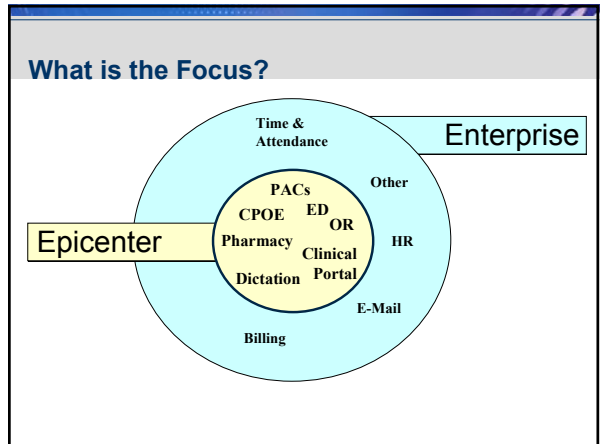 What is the Focus?
Time &
Attendance
Enterprise
Other
PACs
CPOE
ED
OR
Epicenter
Pharmacy
HR
Clinical
Portal
Dictation
E-Mail
Billing